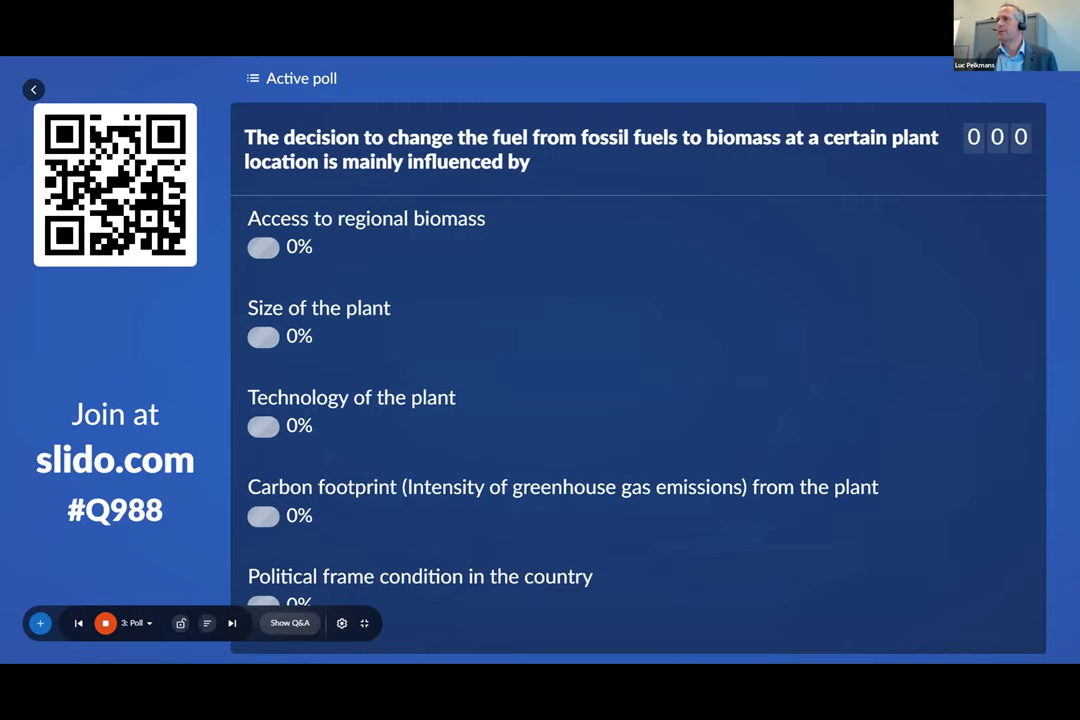 Luc Pelkmans
Active poll
The decision to change the fuel from fossil fuels to biomass at a certain plant
location is mainly influenced by
0 0 0
Access to regional biomass
0%
Size of the plant
0%
Technology of the plant
0%
Carbon footprint (Intensity of greenhouse gas emissions) from the plant
0%
Political frame condition in the country
0%
Join at
slido.com
#Q988
3: Poll
Show Q&A